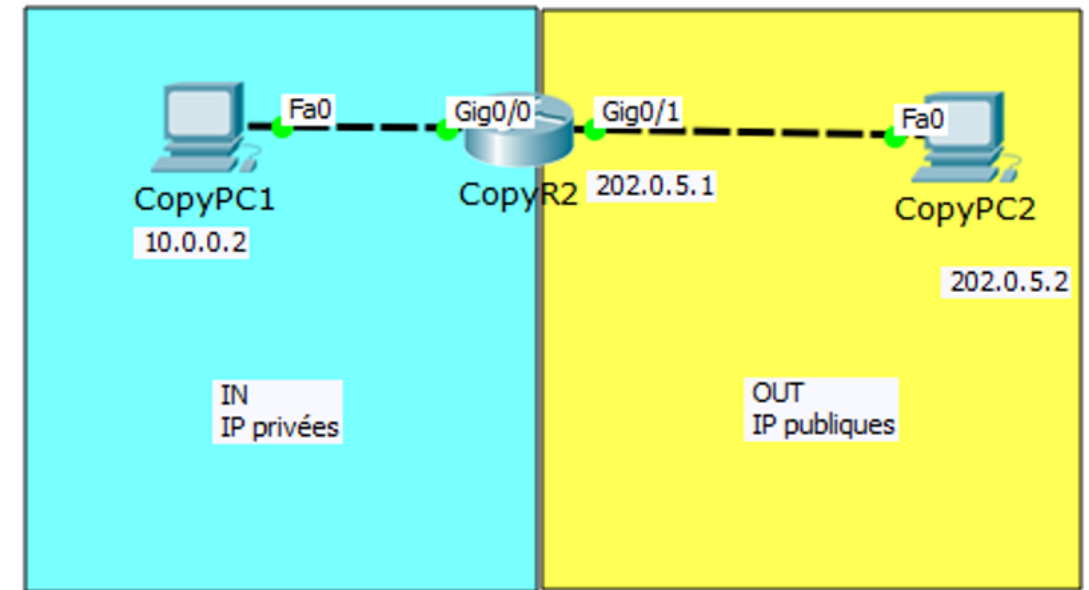 Fa0
Gig0/0
Gig0/1
Fa0
CopyPC1
CopyR2
202.0.5.1
CopyPC2
10.0.0.2
202.0.5.2
IN
IP privées
OUT
IP publiques